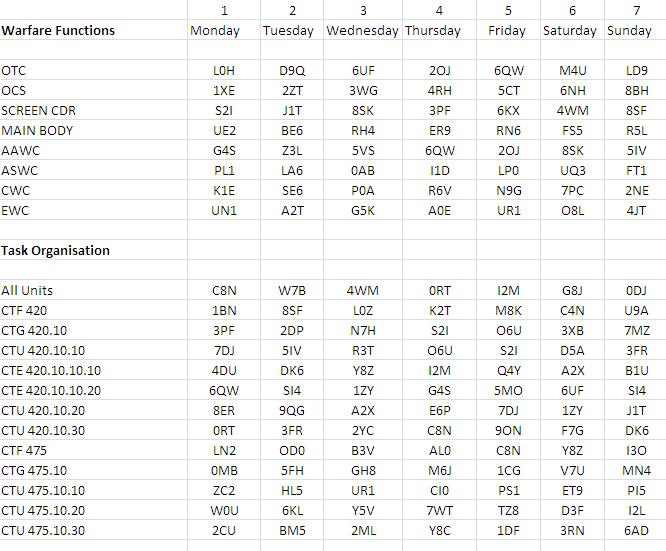 1 2 3 4 5 6 7
Warfare Functions Monday Tuesday Wednesday Thursday Friday Saturday Sunday
OTC L0H D9Q 6UF 2OJ 6QW M4U LD9
OCS 1XE 2ZT 3WG 4RH 5CT 6NH 8BH
SCREEN CDR S2I J1T 8SK 3PF 6KX 4WM 8SF
MAIN BODY UE2 BE6 RH4 ER9 RN6 FS5 R5L
AAWC G4S Z3L 5VS 6QW 2OJ 8SK 5IV
ASWC PL1 LA6 0AB I1D LP0 UQ3 FT1
CWC K1E SE6 P0A R6V N9G 7PC 2NE
EWC UN1 A2T G5K A0E UR1 O8L 4JT
Task Organisation
All Units C8N W7B 4WM 0RT I2M G8J 0DJ
CTF 420 1BN 8SF L0Z K2T M8K C4N U9A
CTG 420.10 3PF 2DP N7H S2I O6U 3XB 7MZ
CTU 420.10.10 7DJ 5IV R3T O6U S2I D5A 3FR
CTE 420.10.10.10 4DU DK6 Y8Z I2M Q4Y A2X B1U
CTE 420.10.10.20 6QW SI4 1ZY G4S 5MO 6UF SI4
CTU 420.10.20 8ER 9QG A2X E6P 7DJ 1ZY J1T
CTU 420.10.30 0RT 3FR 2YC C8N 9ON F7G DK6
CTF 475 LN2 OD0 B3V AL0 C8N Y8Z I3O
CTG 475.10 0MB 5FH GH8 M6J 1CG V7U MN4
CTU 475.10.10 ZC2 HL5 UR1 CI0 PS1 ET9 PI5
CTU 475.10.20 W0U 6KL Y5V 7WT TZ8 D3F I2L
CTU 475.10.30 2CU BM5 2ML Y8C 1DF 3RN 6AD